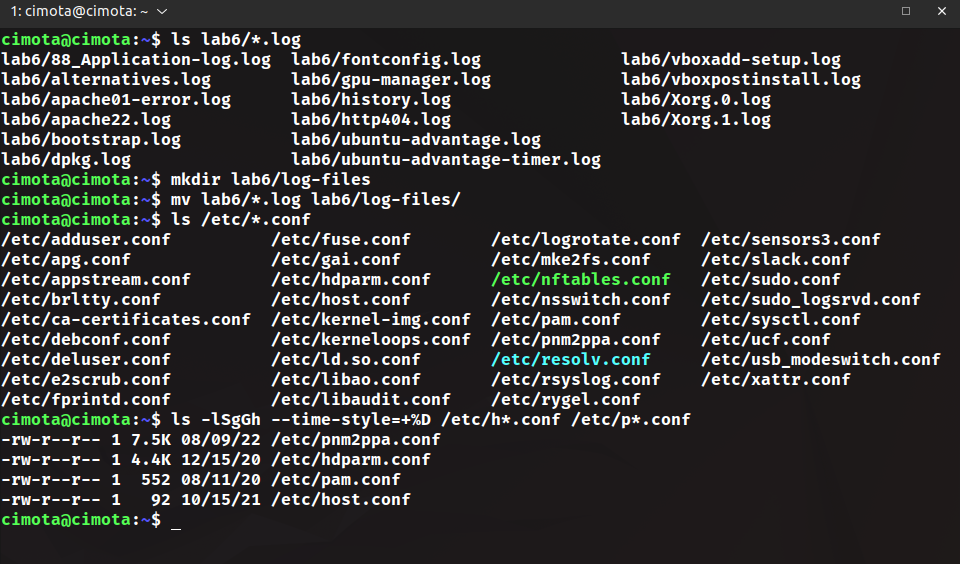 1: cimota@cimota: ~
cimota@cimota:~$ ls lab6/*.log
lab6/88_Application-log.log  lab6/fontconfig.log              lab6/vboxadd-setup.log
lab6/alternatives.log        lab6/gpu-manager.log             lab6/vboxpostinstall.log
lab6/apache01-error.log      lab6/history.log                 lab6/Xorg.0.log
lab6/apache22.log            lab6/http404.log                 lab6/Xorg.1.log
lab6/bootstrap.log           lab6/ubuntu-advantage.log
lab6/dpkg.log                lab6/ubuntu-advantage-timer.log
cimota@cimota:~$ mkdir lab6/log-files
cimota@cimota:~$ mv lab6/*.log lab6/log-files/
cimota@cimota:~$ ls /etc/*.conf
/etc/adduser.conf          /etc/fuse.conf        /etc/logrotate.conf  /etc/sensors3.conf
/etc/apg.conf              /etc/gai.conf         /etc/mke2fs.conf     /etc/slack.conf
/etc/appstream.conf        /etc/hdparm.conf      /etc/nftables.conf   /etc/sudo.conf
/etc/brltty.conf           /etc/host.conf        /etc/nsswitch.conf   /etc/sudo_logsrvd.conf
/etc/ca-certificates.conf  /etc/kernel-img.conf  /etc/pam.conf        /etc/sysctl.conf
/etc/debconf.conf          /etc/kerneloops.conf  /etc/pnm2ppa.conf    /etc/ucf.conf
/etc/deluser.conf          /etc/ld.so.conf       /etc/resolv.conf     /etc/usb_modeswitch.conf
/etc/e2scrub.conf          /etc/libao.conf       /etc/rsyslog.conf    /etc/xattr.conf
/etc/fprintd.conf          /etc/libaudit.conf    /etc/rygel.conf
cimota@cimota:~$ ls -lSgGh --time-style=+%D /etc/h*.conf /etc/p*.conf
-rw-r--r-- 1 7.5K 08/09/22 /etc/pnm2ppa.conf
-rw-r--r-- 1 4.4K 12/15/20 /etc/hdparm.conf
-rw-r--r-- 1  552 08/11/20 /etc/pam.conf
-rw-r--r-- 1   92 10/15/21 /etc/host.conf
cimota@cimota:~$ _